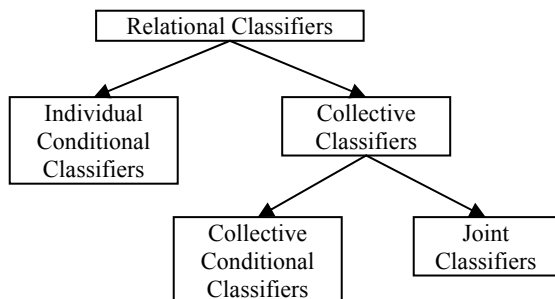 Relational Classifiers
Individual
Conditional
Classifiers
Collective
Classifiers
Collective
Conditional
Classifiers
Joint
Classifiers